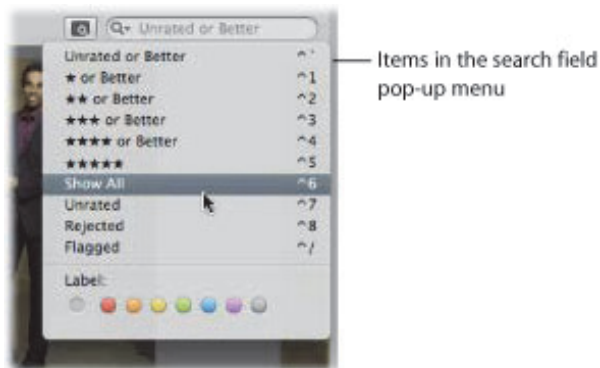 Unrated or Better
Unrated or Better ^`
★ or Better ^1
★★ or Better ^2
★★★ or Better ^3
★★★★ or Better ^4
★★★★★ ^5
Show All ^6
Unrated ^7
Rejected ^8
Flagged ^/
Label:
Items in the search field
pop-up menu